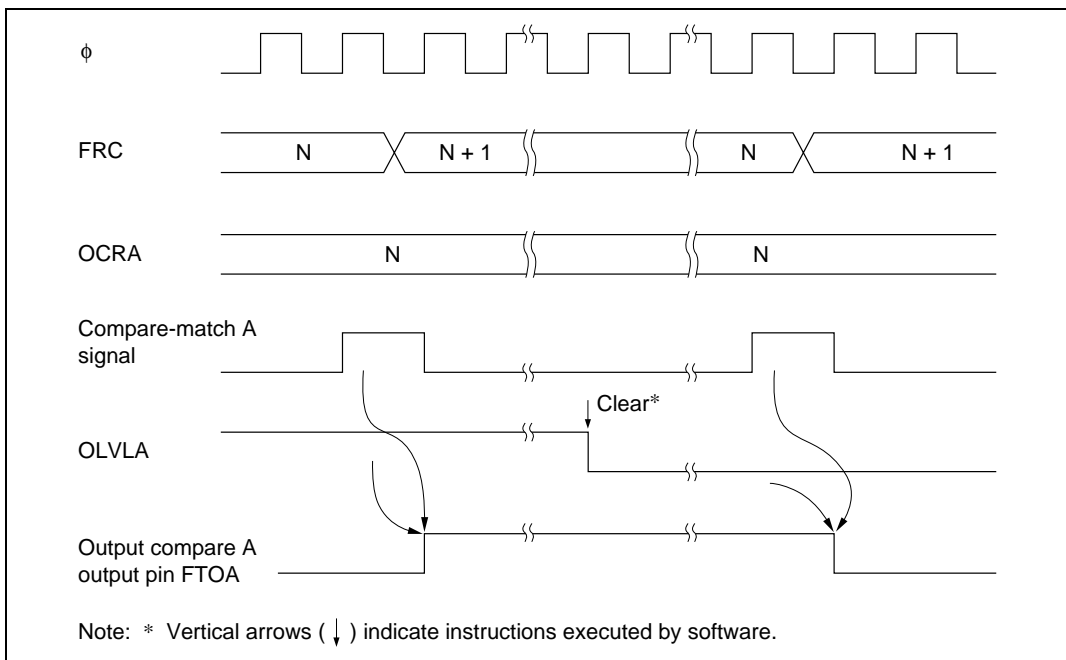 ϕ
FRC N N + 1 N N + 1
OCRA N N
Compare-match A
signal
Clear*
OLVLA
Output compare A
output pin FTOA
Note: * Vertical arrows ( ↓ ) indicate instructions executed by software.